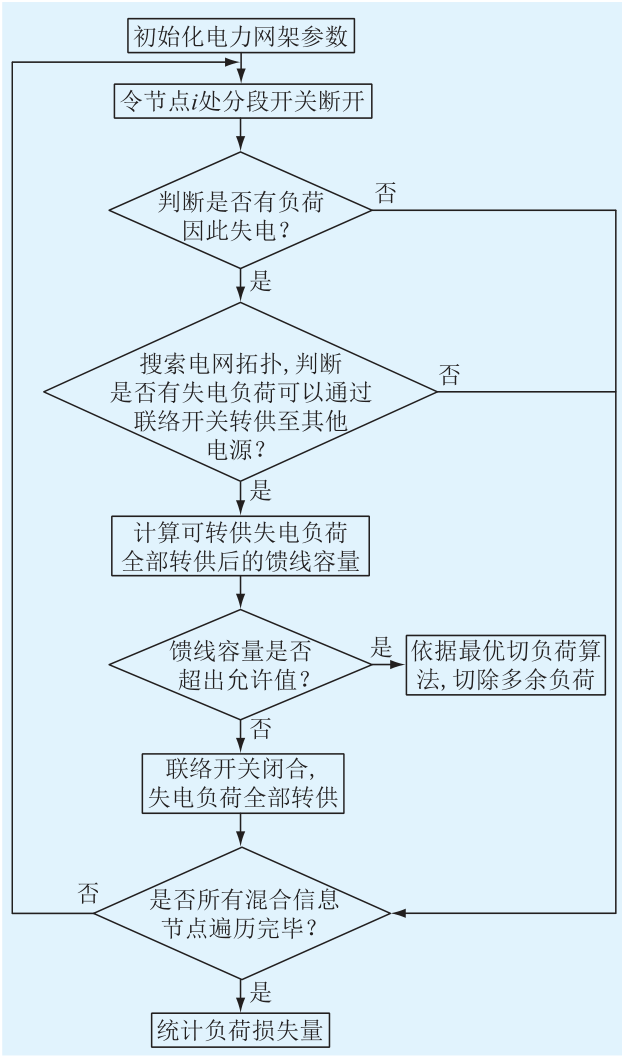 初始化电力网架参数
令节点i处分段开关断开
判断是否有负荷
因此失电?
否
是
搜索电网拓扑,判断
是否有失电负荷可以通过
联络开关转供至其他
电源?
否
是
计算可转供失电负荷
全部转供后的馈线容量
馈线容量是否
超出允许值?
是
依据最优切负荷算
法,切除多余负荷
否
联络开关闭合,
失电负荷全部转供
否
是否所有混合信息
节点遍历完毕?
是
统计负荷损失量